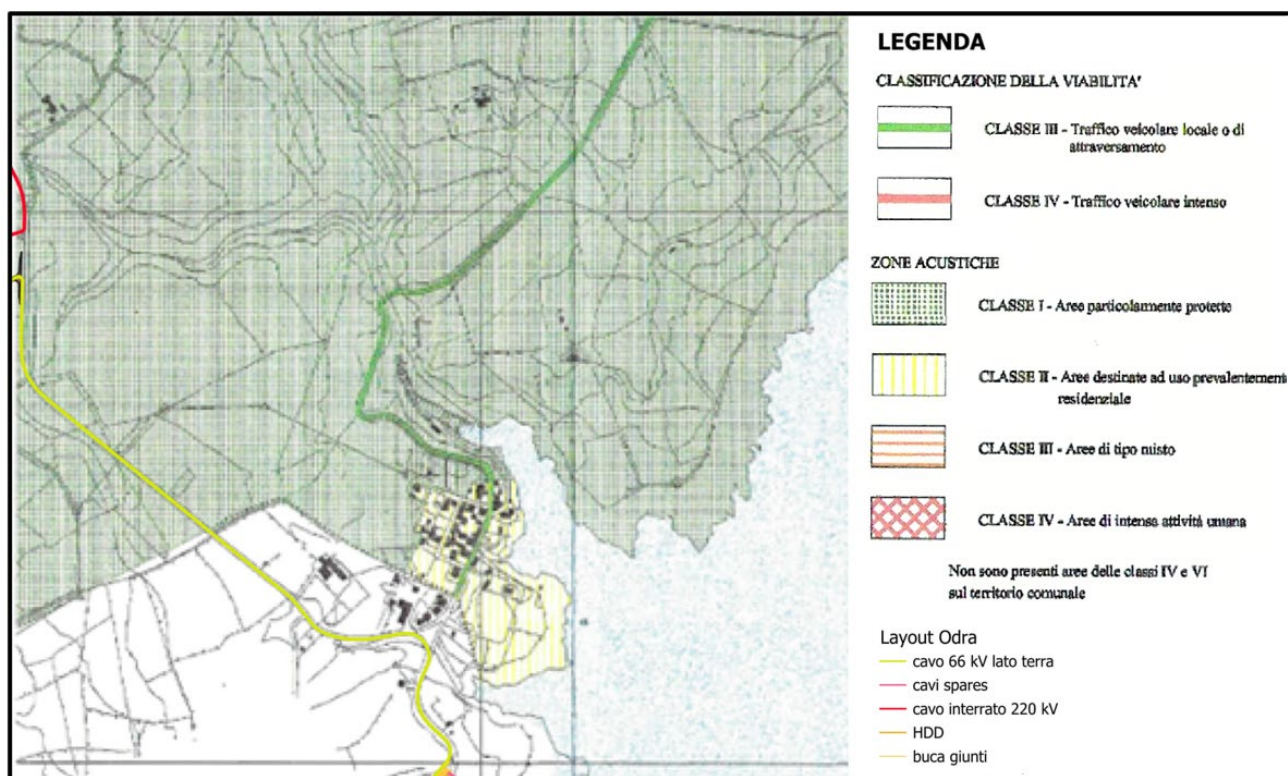 LEGENDA
CLASSIFICAZIONE DELLA VIABILITA'
CLASSE III - Traffico veicolare locale o di
attraversamento
CLASSE IV - Traffico veicolare intenso
ZONE ACUSTICHE
CLASSE I - Aree particolarmente protette
CLASSE II - Aree destinate ad uso prevalentement
residenziale
CLASSE III - Aree di tipo misto
CLASSE IV - Aree di intensa attività umana
Non sono presenti aree delle classi IV e VI
sul territorio comunale
Layout Odra
cavo 66 kV lato terra
cavi spares
cavo interrato 220 kV
HDD
buca giunti